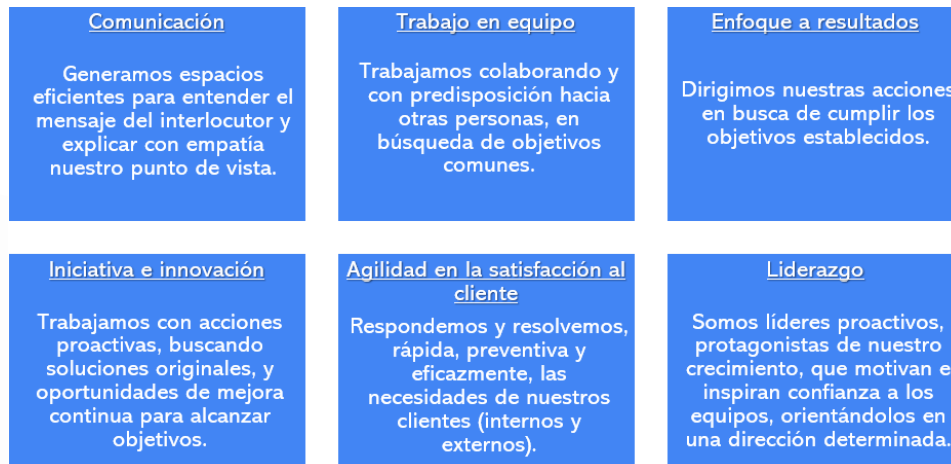 Comunicación
Generamos espacios
eficientes para entender el
mensaje del interlocutor y
explicar con empatía
nuestro punto de vista.
Trabajo en equipo
Trabajamos colaborando y
con predisposición hacia
otras personas, en
búsqueda de objetivos
comunes.
Enfoque a resultados
Dirigimos nuestras acciones
en busca de cumplir los
objetivos establecidos.
Iniciativa e innovación
Trabajamos con acciones
proactivas, buscando
soluciones originales, y
oportunidades de mejora
continua para alcanzar
objetivos.
Agilidad en la satisfacción al
cliente
Respondemos y resolvemos,
rápida, preventiva y
eficazmente, las
necesidades de nuestros
clientes (internos y
externos).
Liderazgo
Somos líderes proactivos,
protagonistas de nuestro
crecimiento, que motivan e
inspiran confianza a los
equipos, orientándolos en
una dirección determinada.